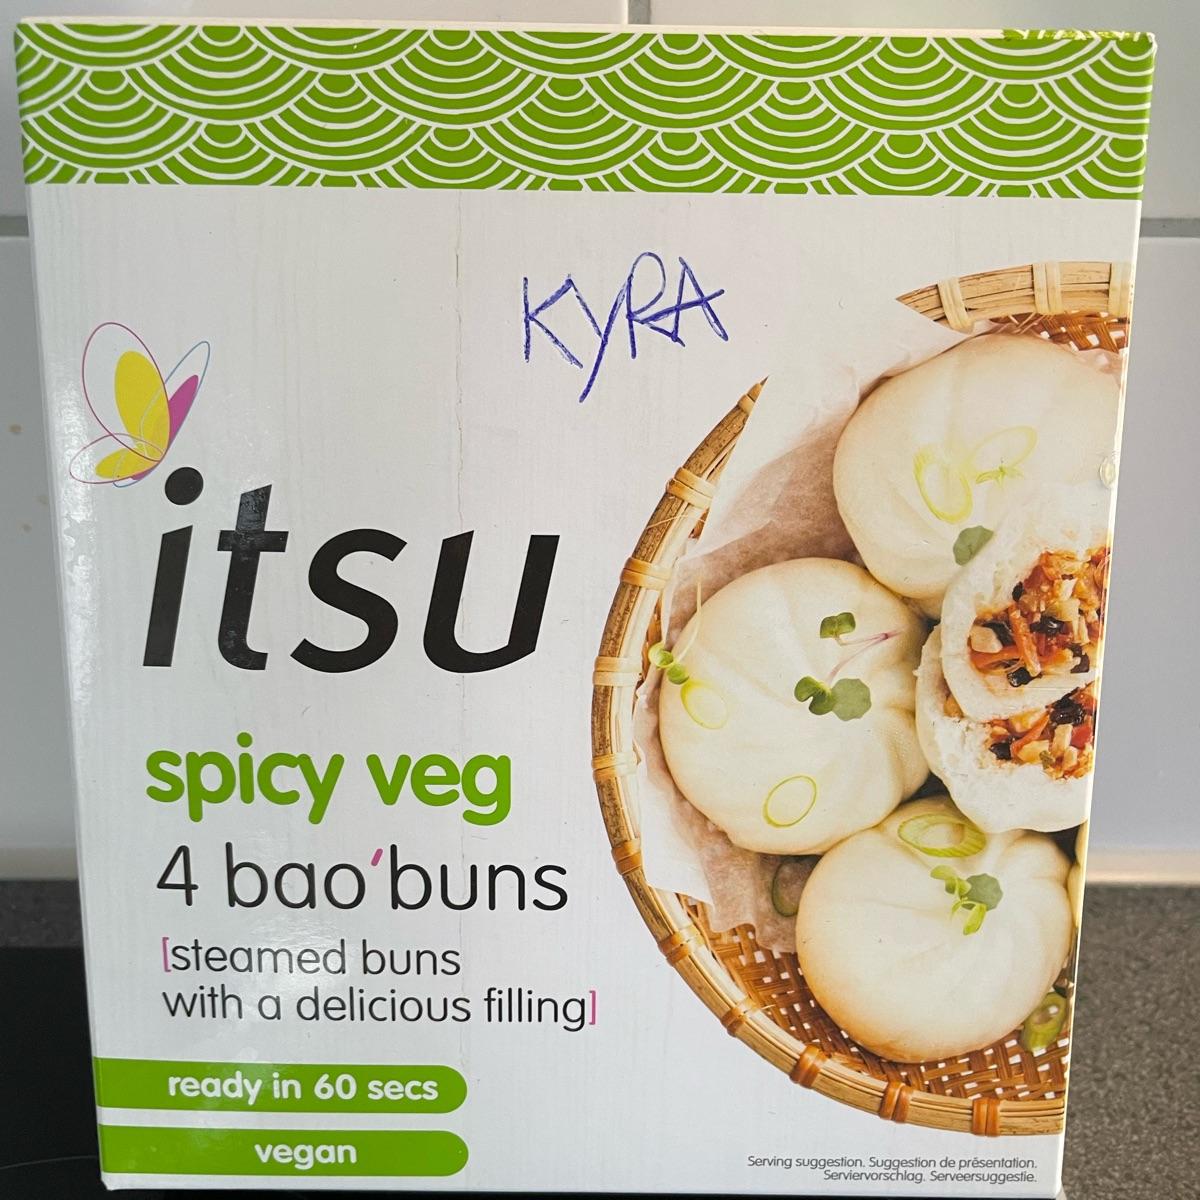 KYRA
itsu
spicy veg
4 bao'buns
[steamed buns
with a delicious filling]
ready in 60 secs
vegan
Serving suggestion. Suggestion de présentation.
Serviervorschlag. Serveersuggestie.